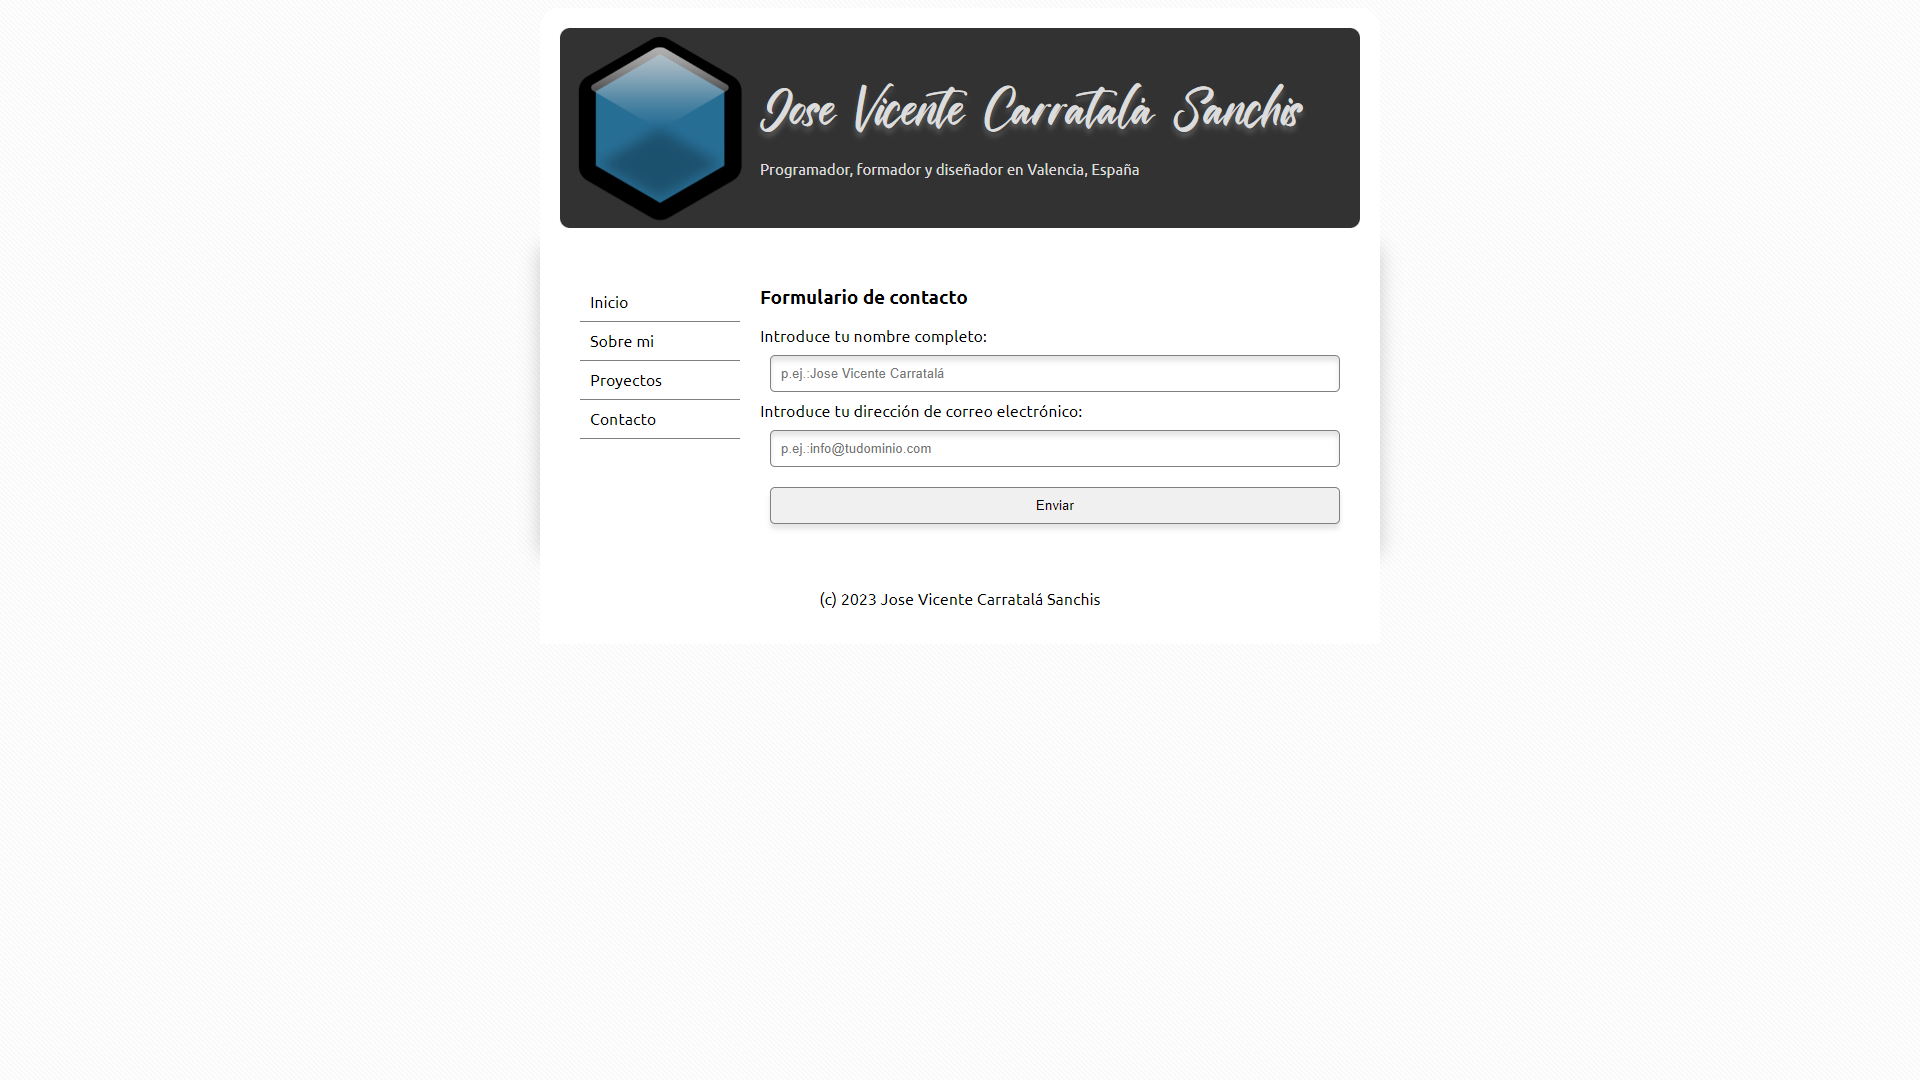 Jose Vicente Carratalá Sanchis
Programador, formador y diseñador en Valencia, España
Inicio
Sobre mi
Proyectos
Contacto
Formulario de contacto
Introduce tu nombre completo:
p.ej.:Jose Vicente Carratalá
Introduce tu dirección de correo electrónico:
p.ej.:info@tudominio.com
Enviar
(c) 2023 Jose Vicente Carratalá Sanchis